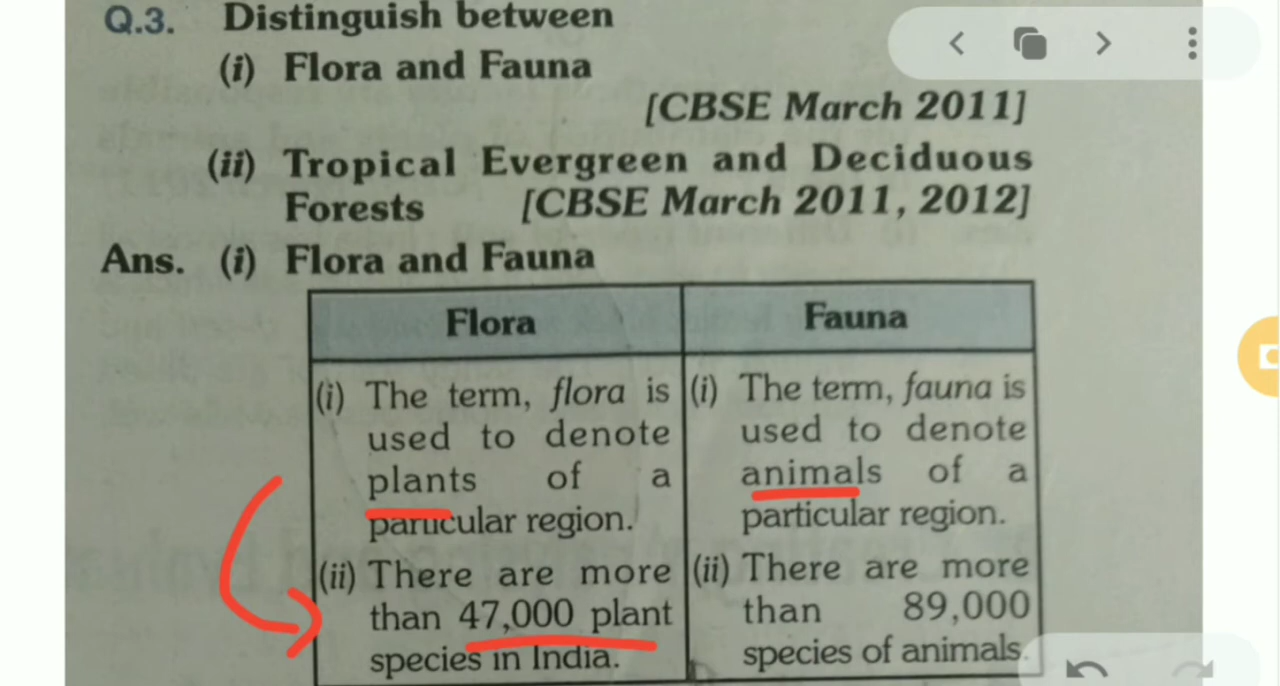 Q.3. Distinguish between
(i) Flora and Fauna
[CBSE March 2011]
(ii) Tropical Evergreen and Deciduous
Forests [CBSE March 2011, 2012]
Ans. (i) Flora and Fauna
Flora
Fauna
(i) The term, flora is
used to denote
plants of a
particular region.
(ii) There are more
than 47,000 plant
species in India.
(i) The term, fauna is
used to denote
animals of a
particular region.
(ii) There are more
than 89,000
species of animals.